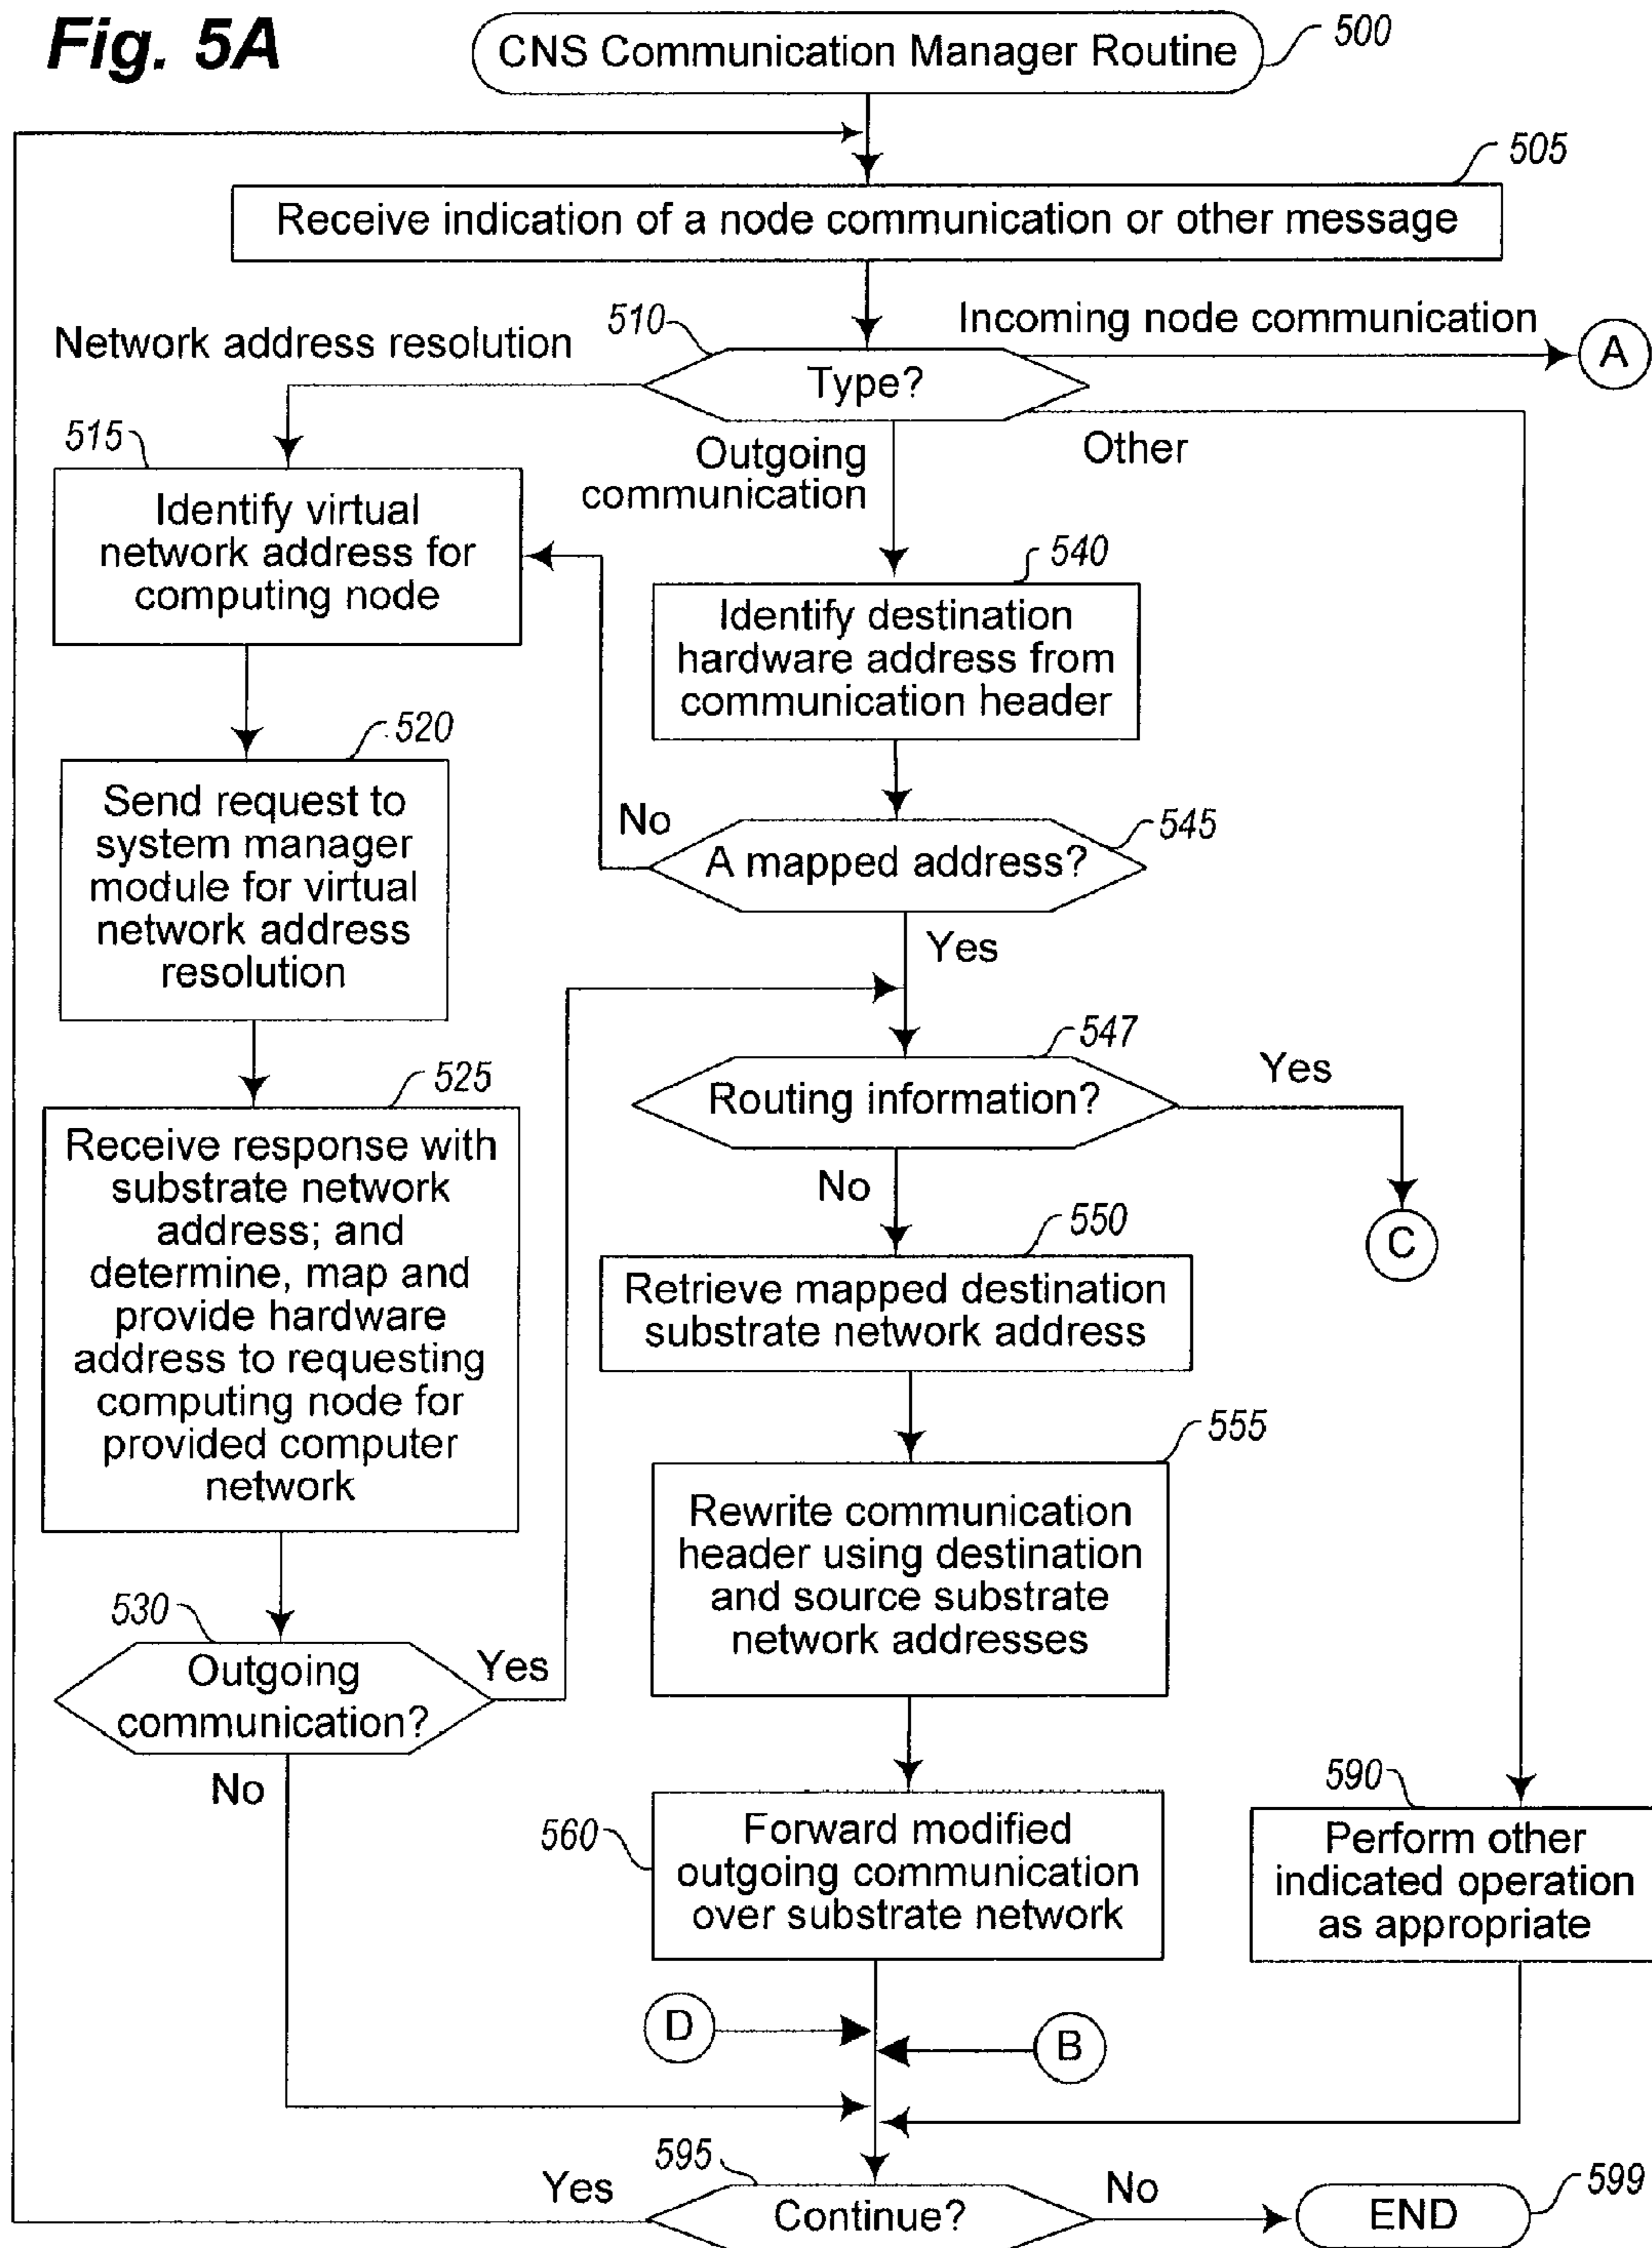 Fig. 5A
CNS Communication Manager Routine
500
505
Receive indication of a node communication or other message
510
Incoming node communication
A
Network address resolution
Type?
Outgoing
communication
Other
515
Identify virtual
network address for
computing node
540
Identify destination
hardware address from
communication header
520
Send request to
system manager
module for virtual
network address
resolution
No
545
A mapped address?
Yes
547
Routing information?
Yes
C
No
525
Receive response with
substrate network
address; and
determine, map and
provide hardware
address to requesting
computing node for
provided computer
network
550
Retrieve mapped destination
substrate network address
555
Rewrite communication
header using destination
and source substrate
network addresses
530
Outgoing
communication?
Yes
No
560
Forward modified
outgoing communication
over substrate network
590
Perform other
indicated operation
as appropriate
D
B
595
Yes
Continue?
No
END
599